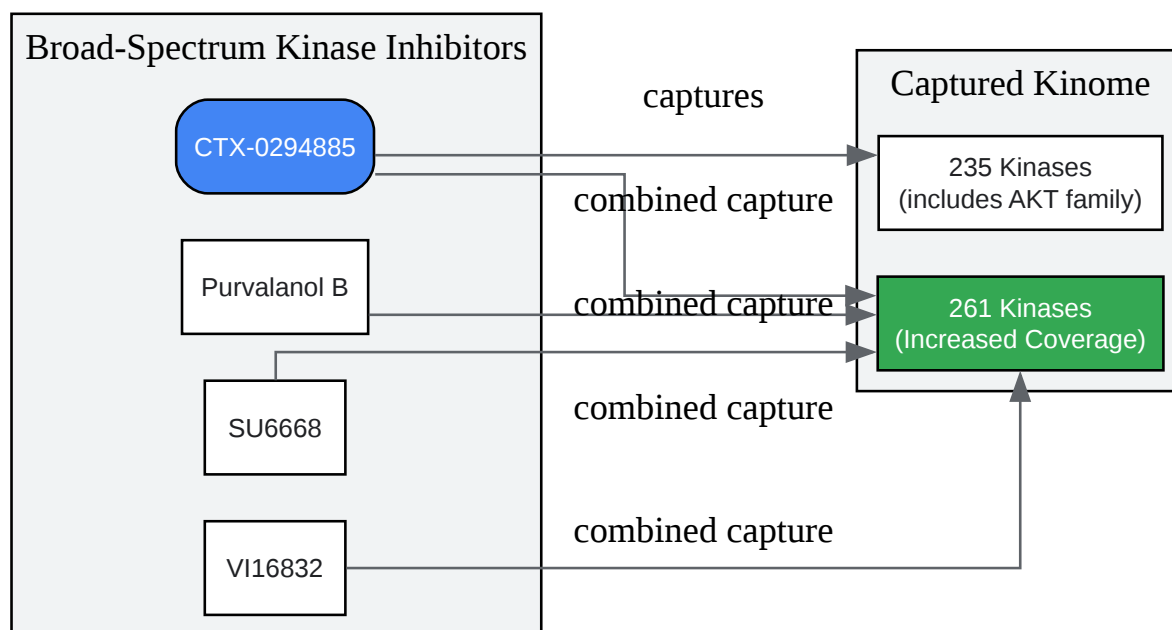 Broad-Spectrum Kinase Inhibitors
CTX-0294885
Purvalanol B
SU6668
VI16832
captures
combined capture
combined capture
combined capture
combined capture
Captured Kinome
235 Kinases
(includes AKT family)
261 Kinases
(Increased Coverage)